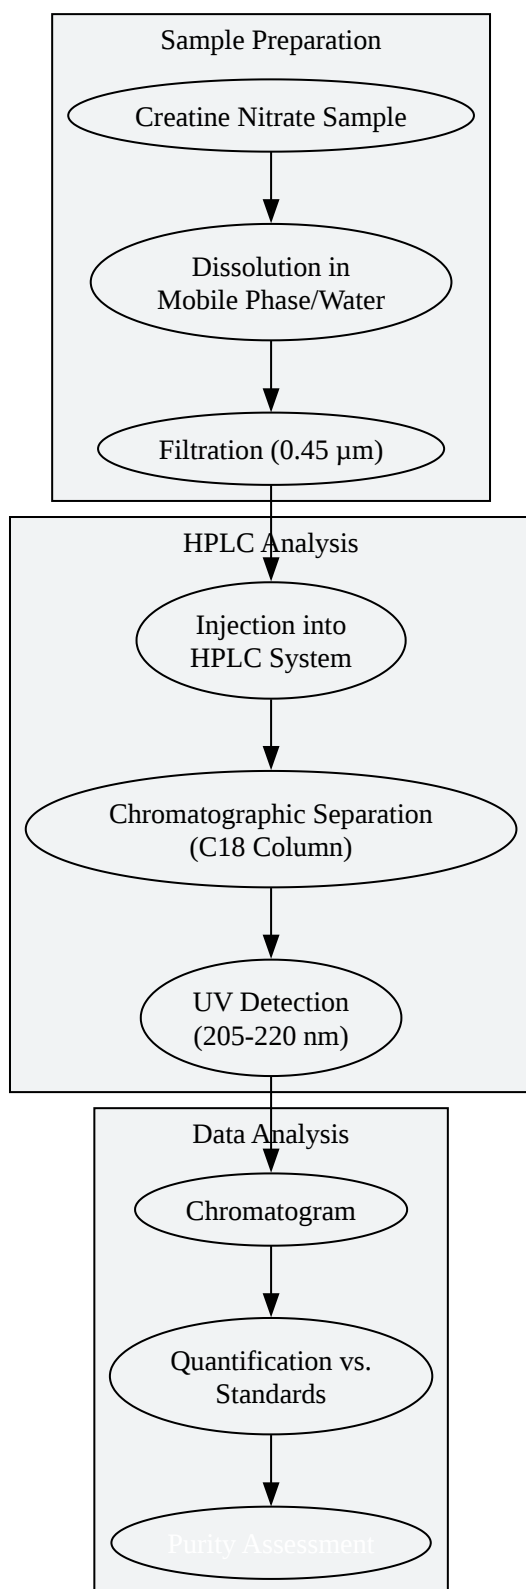 Sample Preparation
Creatine Nitrate Sample
Dissolution in
Mobile Phase/Water
Filtration (0.45 µm)
HPLC Analysis
Injection into
HPLC System
Chromatographic Separation
(C18 Column)
UV Detection
(205-220 nm)
Data Analysis
Chromatogram
Quantification vs.
Standards
Purity Assessment